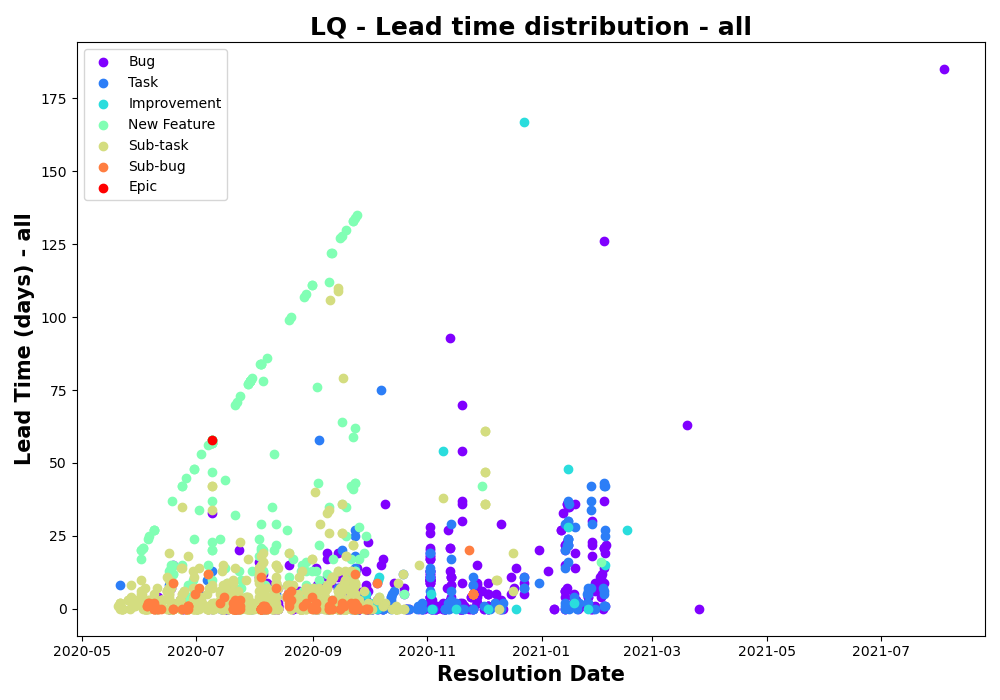 LQ - Lead time distribution - all
Bug
Task
Improvement
New Feature
Sub-task
Sub-bug
Epic
Lead Time (days) - all
175
150
125
100
75
50
25
0
2020-05 2020-07 2020-09 2020-11 2021-01 2021-03 2021-05 2021-07
Resolution Date